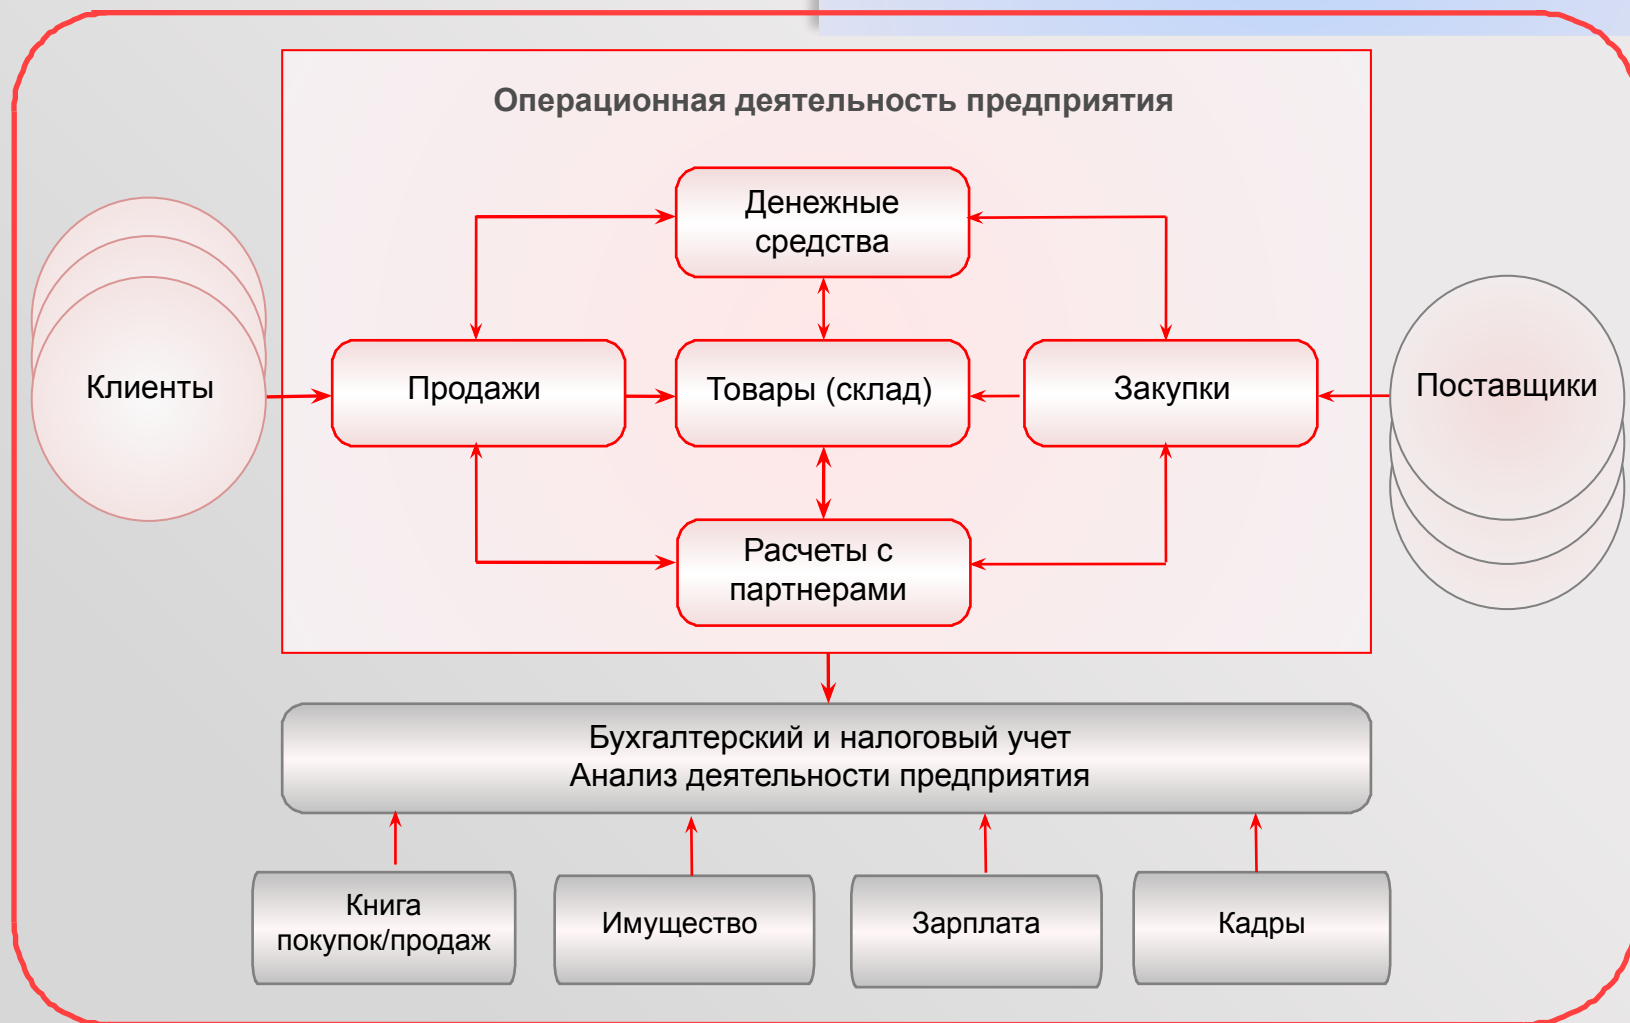 Операционная деятельность предприятия
Денежные
средства
Клиенты
Продажи
Товары (склад)
Закупки
Поставщики
Расчеты с
партнерами
Бухгалтерский и налоговый учет
Анализ деятельности предприятия
Книга
покупок/продаж
Имущество
Зарплата
Кадры